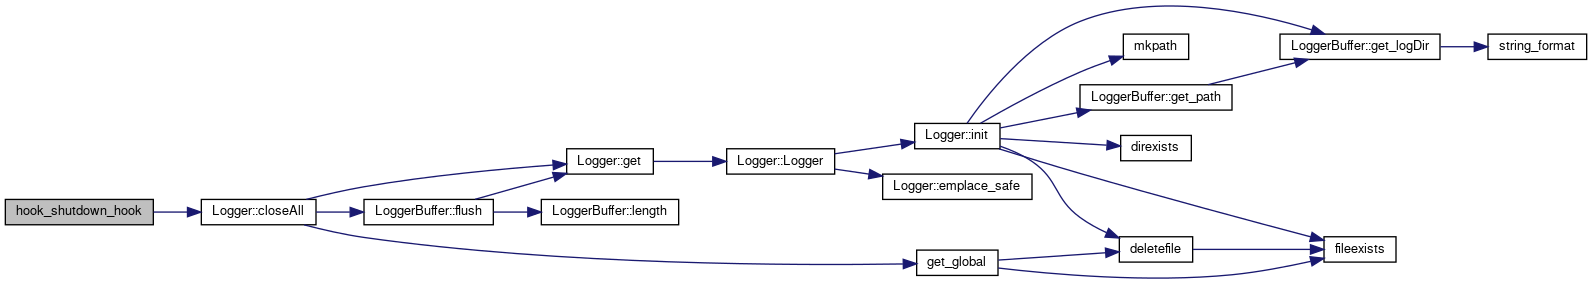 hook_shutdown_hook
Logger::closeAll
Logger::get
LoggerBuffer::flush
LoggerBuffer::length
get_global
Logger::Logger
Logger::init
Logger::emplace_safe
mkpath
LoggerBuffer::get_path
direxists
deletefile
LoggerBuffer::get_logDir
fileexists
string_format